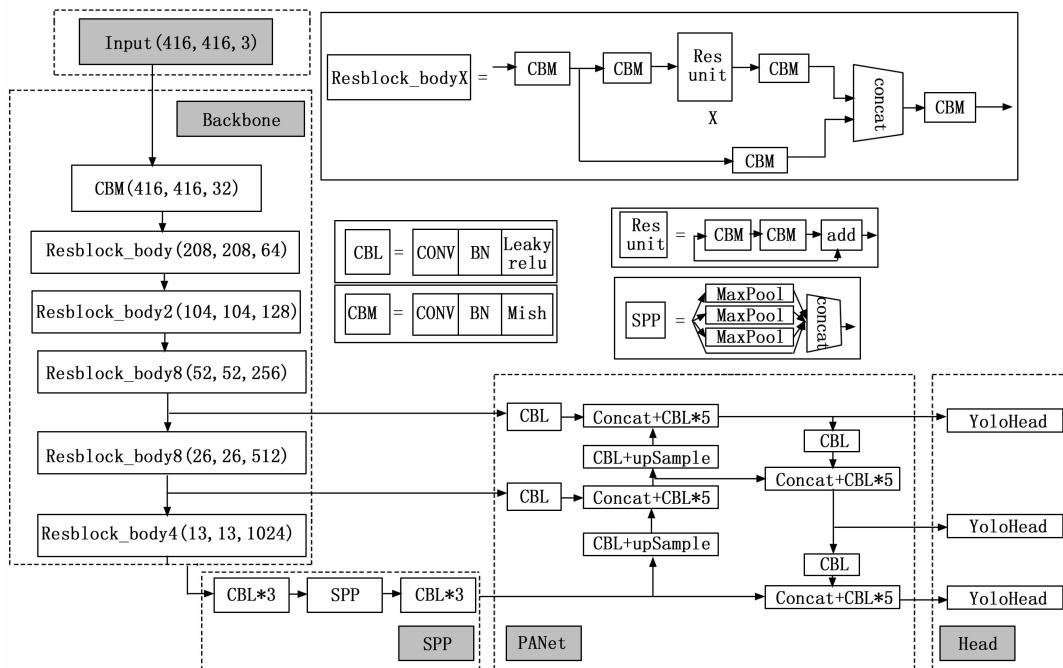 Input(416,416,3)
Backbone
CBM(416,416,32)
Resblock_body(208,208,64)
Resblock_body2(104,104,128)
Resblock_body8(52,52,256)
Resblock_body8(26,26,512)
Resblock_body4(13,13,1024)
Resblock_bodyX
=
CBM
CBM
Res
unit
X
CBM
CBM
concat
CBM
CBL
=
CONV
BN
Leaky
relu
CBM
=
CONV
BN
Mish
Res
unit
=
CBM
CBM
add
SPP
=
MaxPool
MaxPool
MaxPool
concat
CBL*3
SPP
CBL*3
SPP
CBL
Concat+CBL*5
CBL+upSample
CBL
Concat+CBL*5
CBL+upSample
CBL
Concat+CBL*5
CBL
Concat+CBL*5
PANet
YoloHead
YoloHead
YoloHead
Head